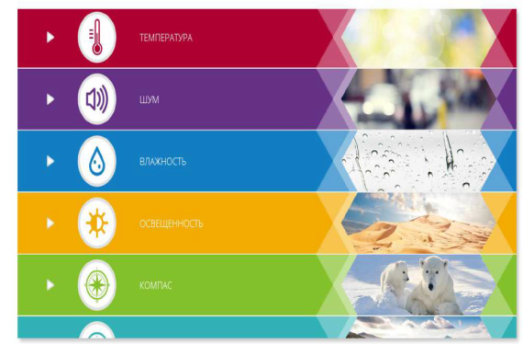 ТЕМПЕРАТУРА
ШУМ
ВЛАЖНОСТЬ
ОСВЕЩЕННОСТЬ
КОМПАС